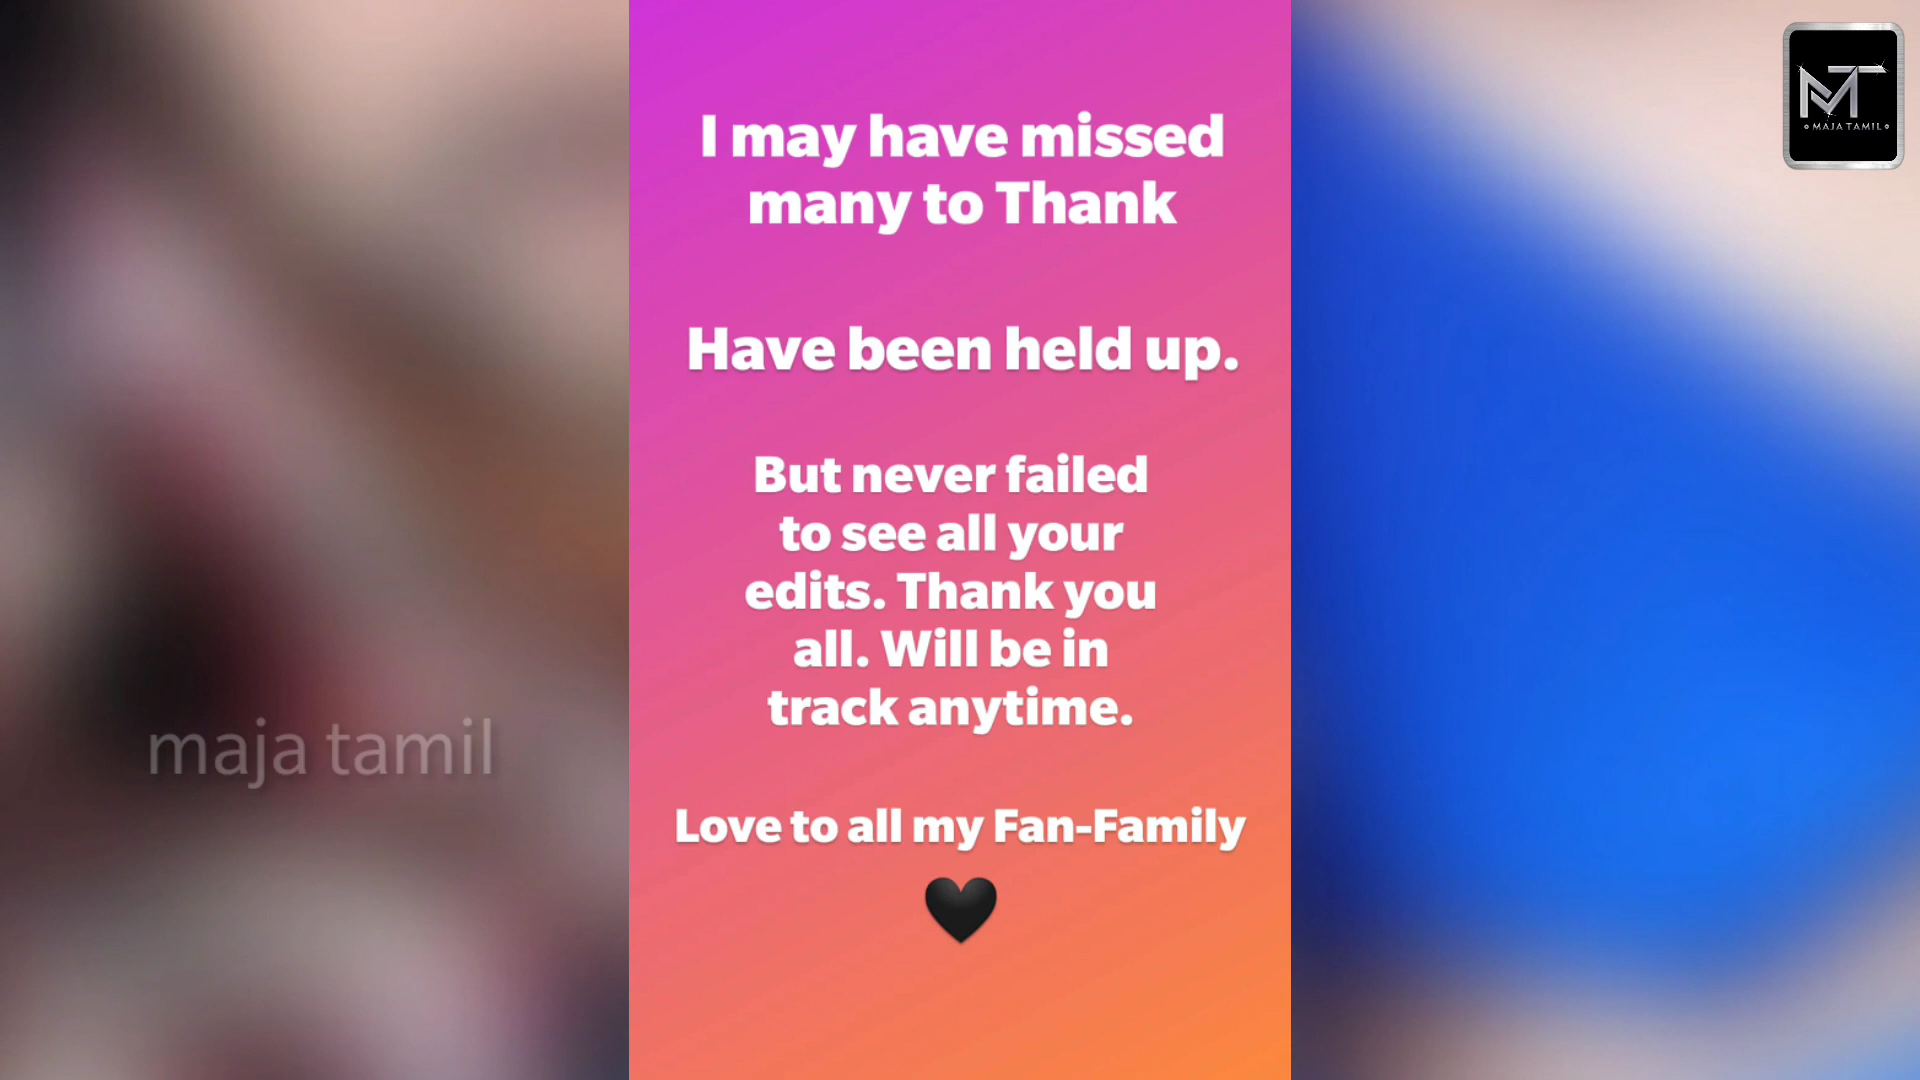 I may have missed
many to Thank
Have been held up.
But never failed
to see all your
edits. Thank you
all. Will be in
track anytime.
Love to all my Fan-Family
🖤
maja tamil
MT
MAJA TAMIL